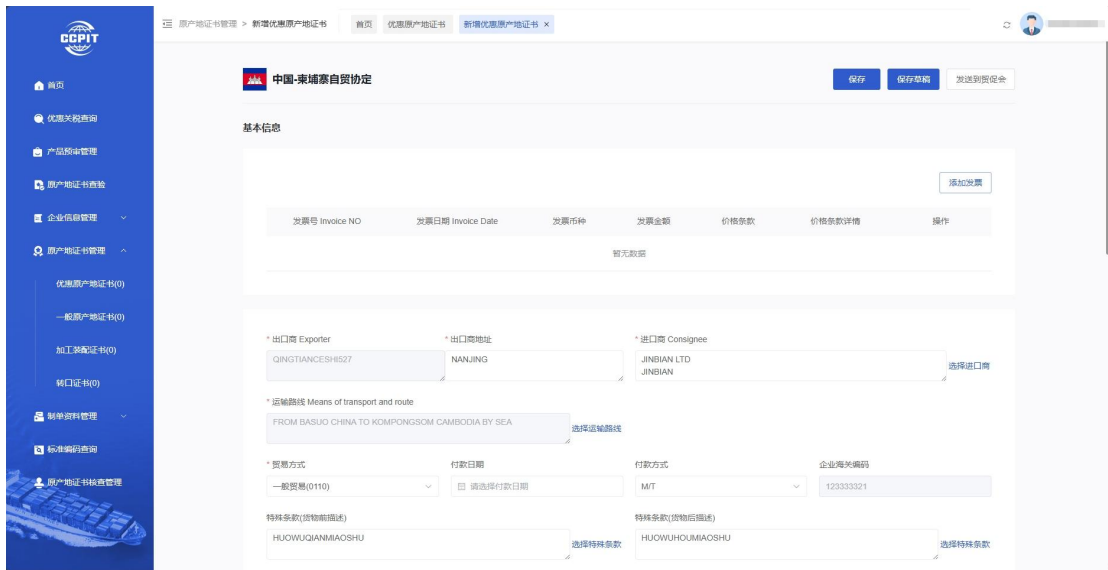 CCPIT
首页
优惠关税查询
产品预审管理
原产地证书查验
企业信息管理
原产地证书管理
优惠原产地证书(0)
一般原产地证书(0)
加工装配证书(0)
转口证书(0)
制单资料管理
标准编码查询
原产地证书核查管理
原产地证书管理 > 新增优惠原产地证书 首页 优惠原产地证书 新增优惠原产地证书 ×
中国-柬埔寨自贸协定 保存 保存草稿 发送到贸促会
基本信息
添加发票
发票号 Invoice NO 发票日期 Invoice Date 发票币种 发票金额 价格条款 价格条款详情 操作
暂无数据
* 出口商 Exporter * 出口商地址 * 进口商 Consignee
QINGTIANCESHI527 NANJING JINBIAN LTD
JINBIAN 选择进口商
* 运输路线 Means of transport and route
FROM BASUO CHINA TO KOMPONGSOM CAMBODIA BY SEA 选择运输路线
* 贸易方式 付款日期 付款方式 企业海关编码
一般贸易(0110) 请选择付款日期 M/T 123333321
特殊条款(货物前描述) 特殊条款(货物后描述)
HUOWUQIANMIAOSHU 选择特殊条款 HUOWUHOUMIAOSHU 选择特殊条款